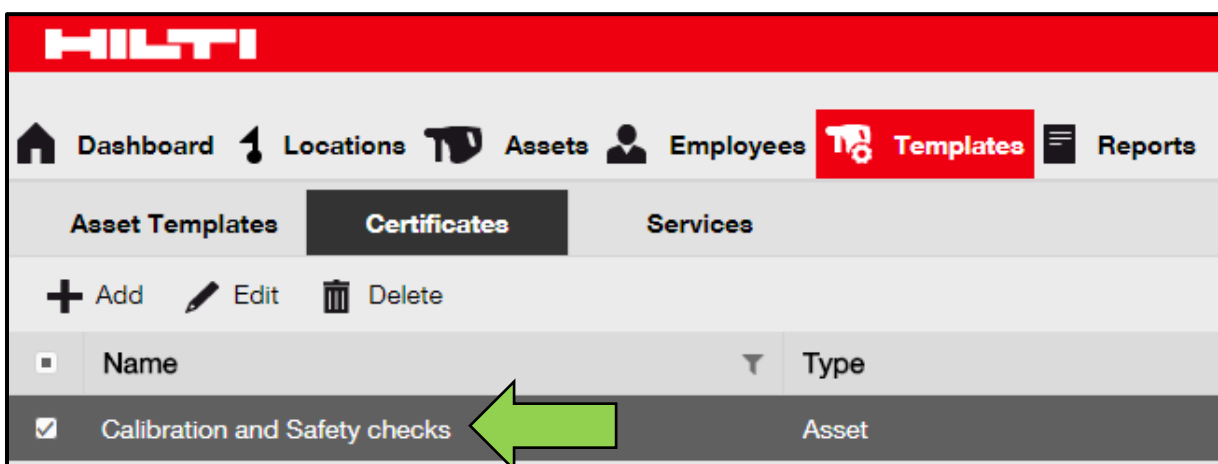 HILTI
Dashboard Locations Assets Employees Templates Reports
Asset Templates Certificates Services
Add Edit Delete
Name Type
Calibration and Safety checks Asset